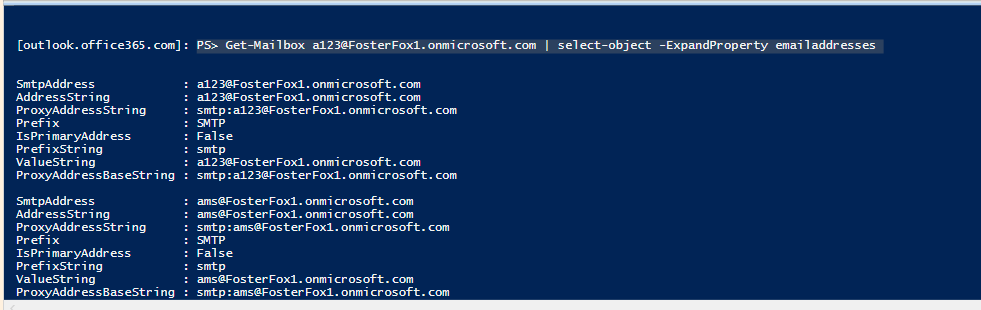 [outlook.office365.com]: PS> Get-Mailbox a123@FosterFox1.onmicrosoft.com | select-object -ExpandProperty emailaddresses
SmtpAddress : a123@FosterFox1.onmicrosoft.com
AddressString : a123@FosterFox1.onmicrosoft.com
ProxyAddressString : smtp:a123@FosterFox1.onmicrosoft.com
Prefix : SMTP
IsPrimaryAddress : False
PrefixString : smtp
ValueString : a123@FosterFox1.onmicrosoft.com
ProxyAddressBaseString : smtp:a123@FosterFox1.onmicrosoft.com
SmtpAddress : ams@FosterFox1.onmicrosoft.com
AddressString : ams@FosterFox1.onmicrosoft.com
ProxyAddressString : smtp:ams@FosterFox1.onmicrosoft.com
Prefix : SMTP
IsPrimaryAddress : False
PrefixString : smtp
ValueString : ams@FosterFox1.onmicrosoft.com
ProxyAddressBaseString : smtp:ams@FosterFox1.onmicrosoft.com